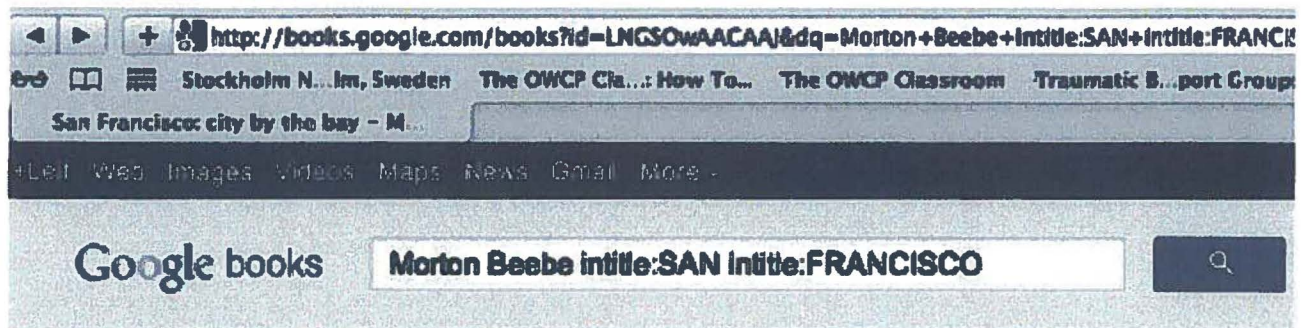 http://books.google.com/books?id=LNGSOwAACAAJ&dq=Morton+Beebe+intitle:SAN+intitle:FRANCIS
Stockholm N...lm, Sweden The OWCP Cla...: How To... The OWCP Classroom Traumatic B...port Group
San Francisco: city by the bay – M...
+Leif Web Images Videos Maps News Gmail More
Google books Morton Beebe intitle:SAN intitle:FRANCISCO